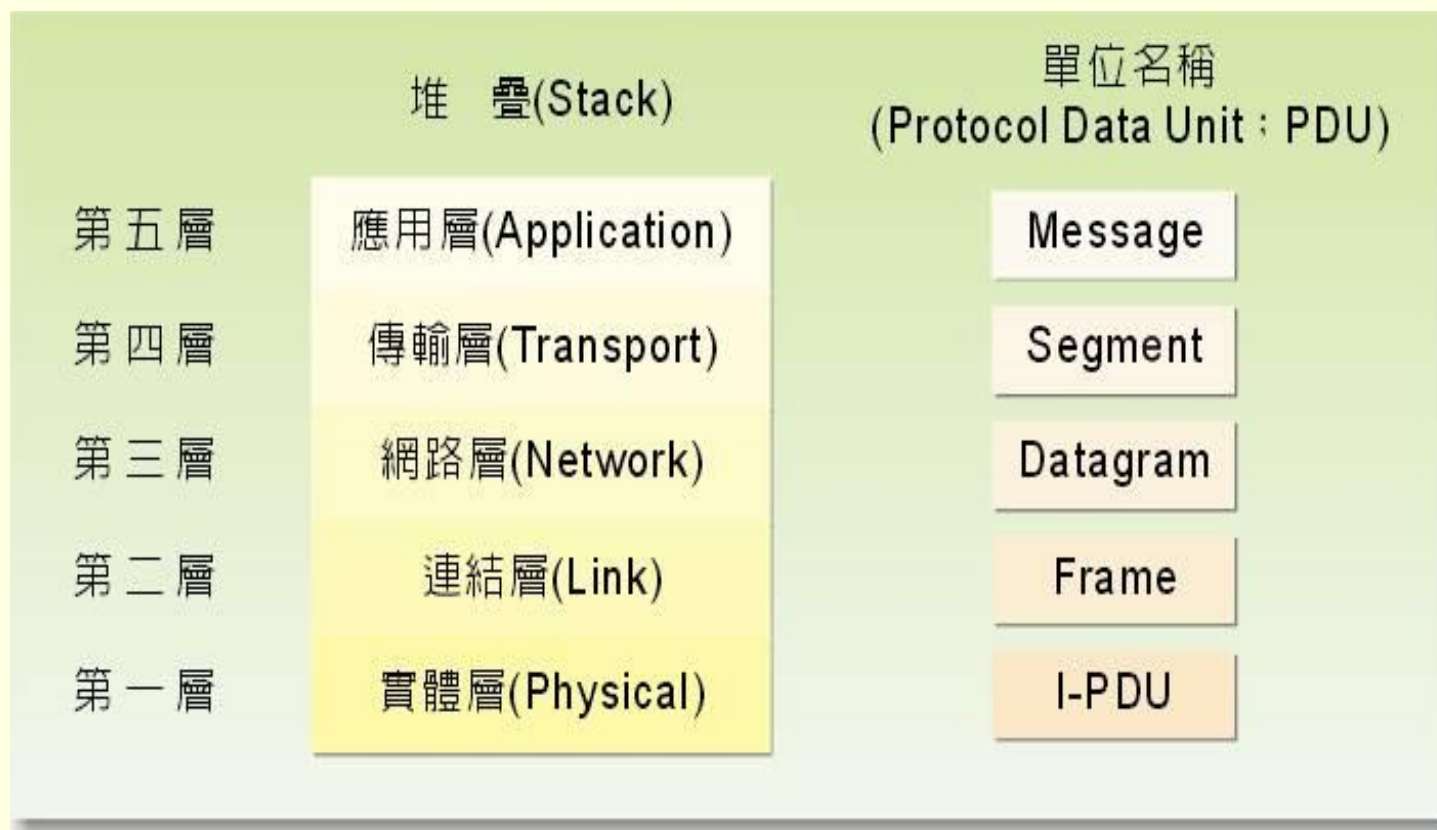 堆 疊(Stack)
單位名稱
(Protocol Data Unit；PDU)
第五層 應用層(Application) Message
第四層 傳輸層(Transport) Segment
第三層 網路層(Network) Datagram
第二層 連結層(Link) Frame
第一層 實體層(Physical) I-PDU